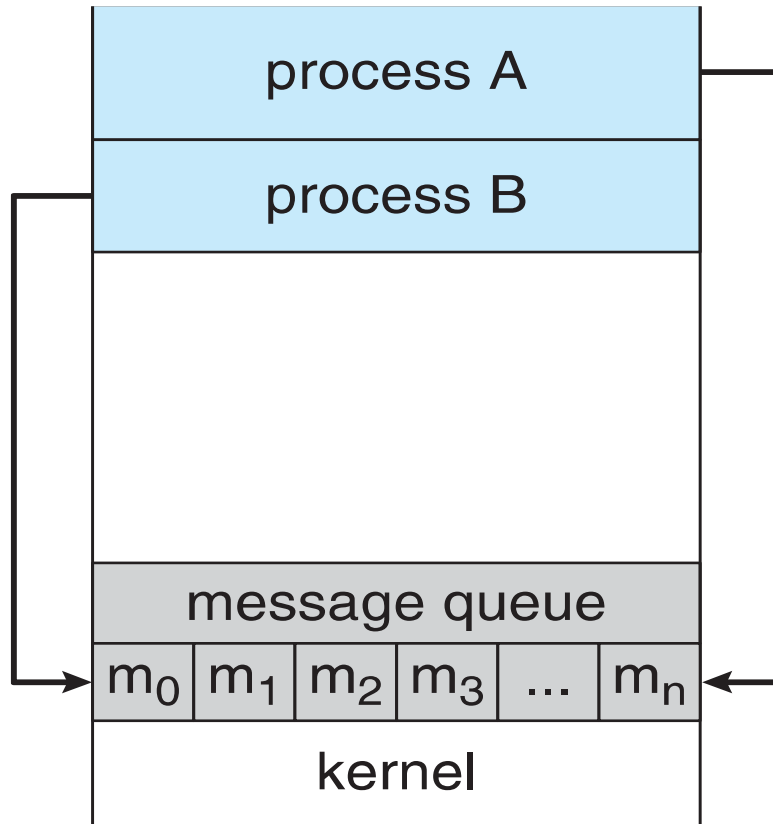 process A
process B
message queue
m₀ m₁ m₂ m₃ ... mₙ
kernel